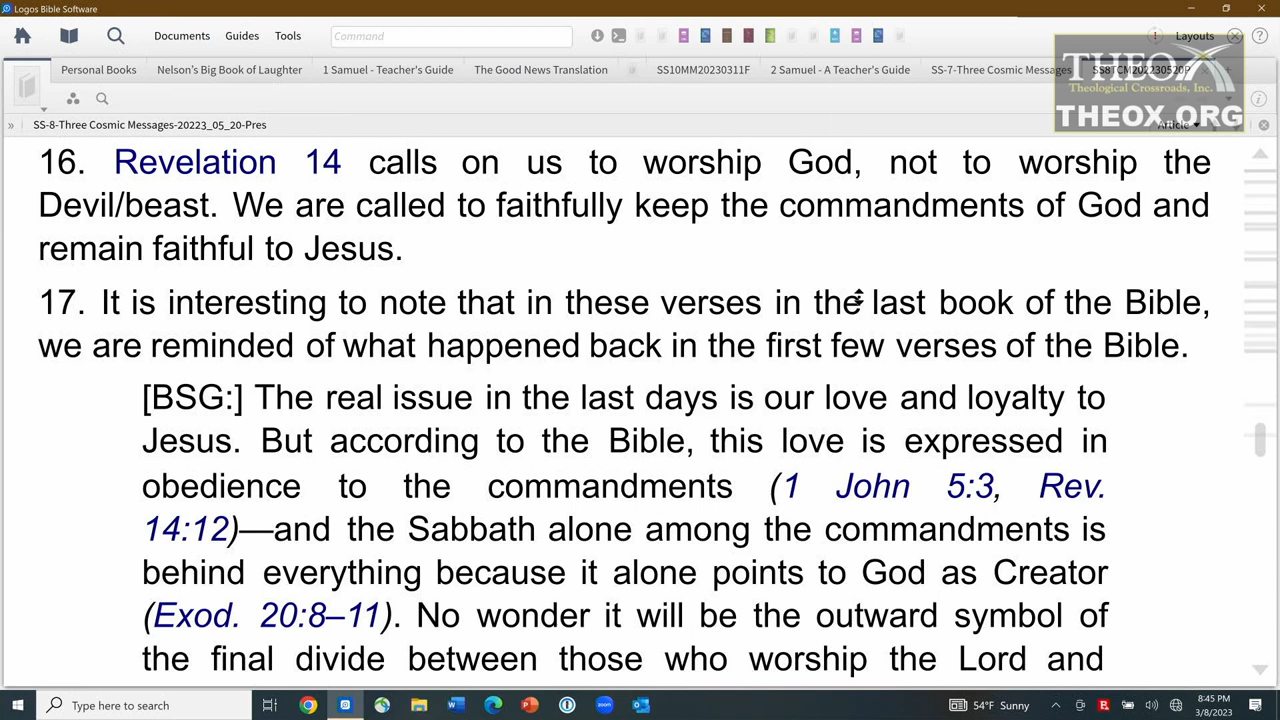 Logos Bible Software
Documents Guides Tools Command Layouts
Personal Books Nelson's Big Book of Laughter 1 Samuel The Good News Translation SS10MM20230311F 2 Samuel - A Teacher's Guide SS-7-Three Cosmic Messages
THEOX
Theological Crossroads, Inc.
THEOX.ORG
SS-8-Three Cosmic Messages-20223_05_20-Pres Article
16. Revelation 14 calls on us to worship God, not to worship the
Devil/beast. We are called to faithfully keep the commandments of God and
remain faithful to Jesus.
17. It is interesting to note that in these verses in the last book of the Bible,
we are reminded of what happened back in the first few verses of the Bible.
[BSG:] The real issue in the last days is our love and loyalty to
Jesus. But according to the Bible, this love is expressed in
obedience to the commandments (1 John 5:3, Rev.
14:12)—and the Sabbath alone among the commandments is
behind everything because it alone points to God as Creator
(Exod. 20:8–11). No wonder it will be the outward symbol of
the final divide between those who worship the Lord and
Type here to search 54°F Sunny 8:45 PM
3/8/2023